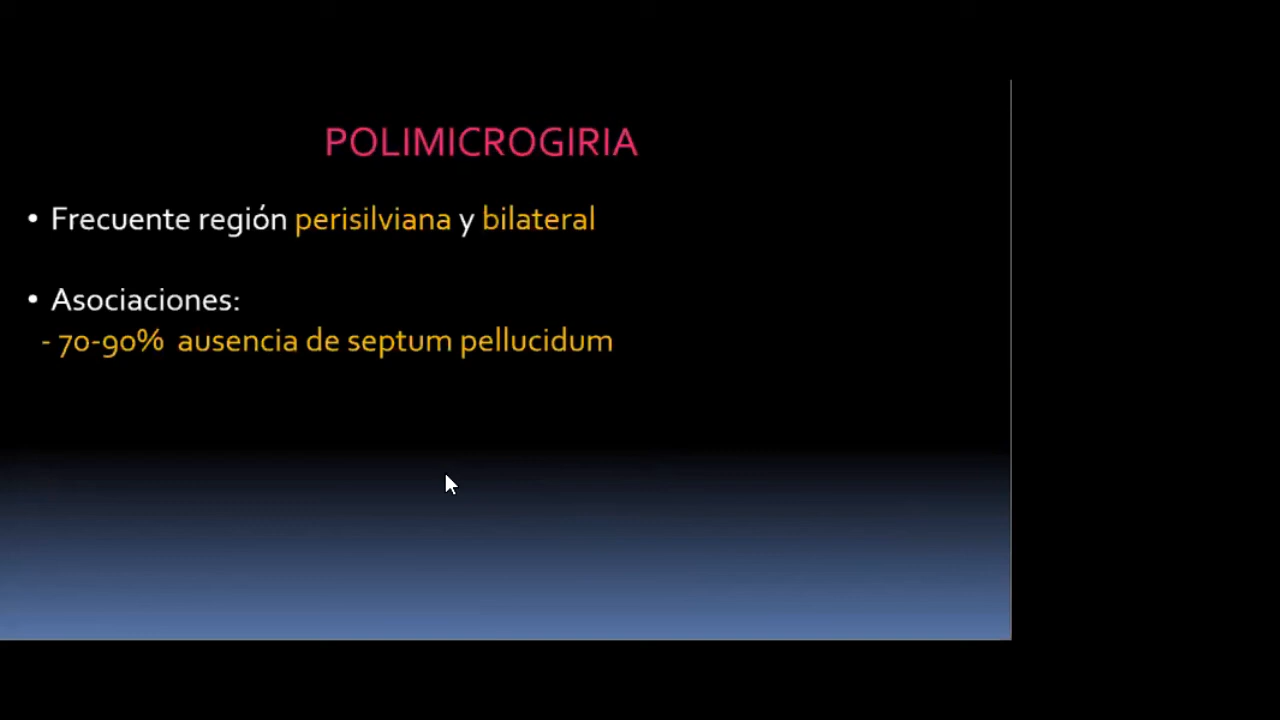 POLIMICROGIRIA
• Frecuente región perisilviana y bilateral
• Asociaciones:
- 70-90% ausencia de septum pellucidum